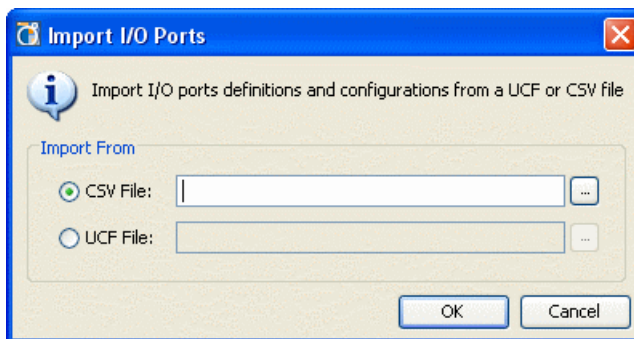 Import I/O Ports
Import I/O ports definitions and configurations from a UCF or CSV file
Import From
CSV File:
...
UCF File:
...
OK
Cancel